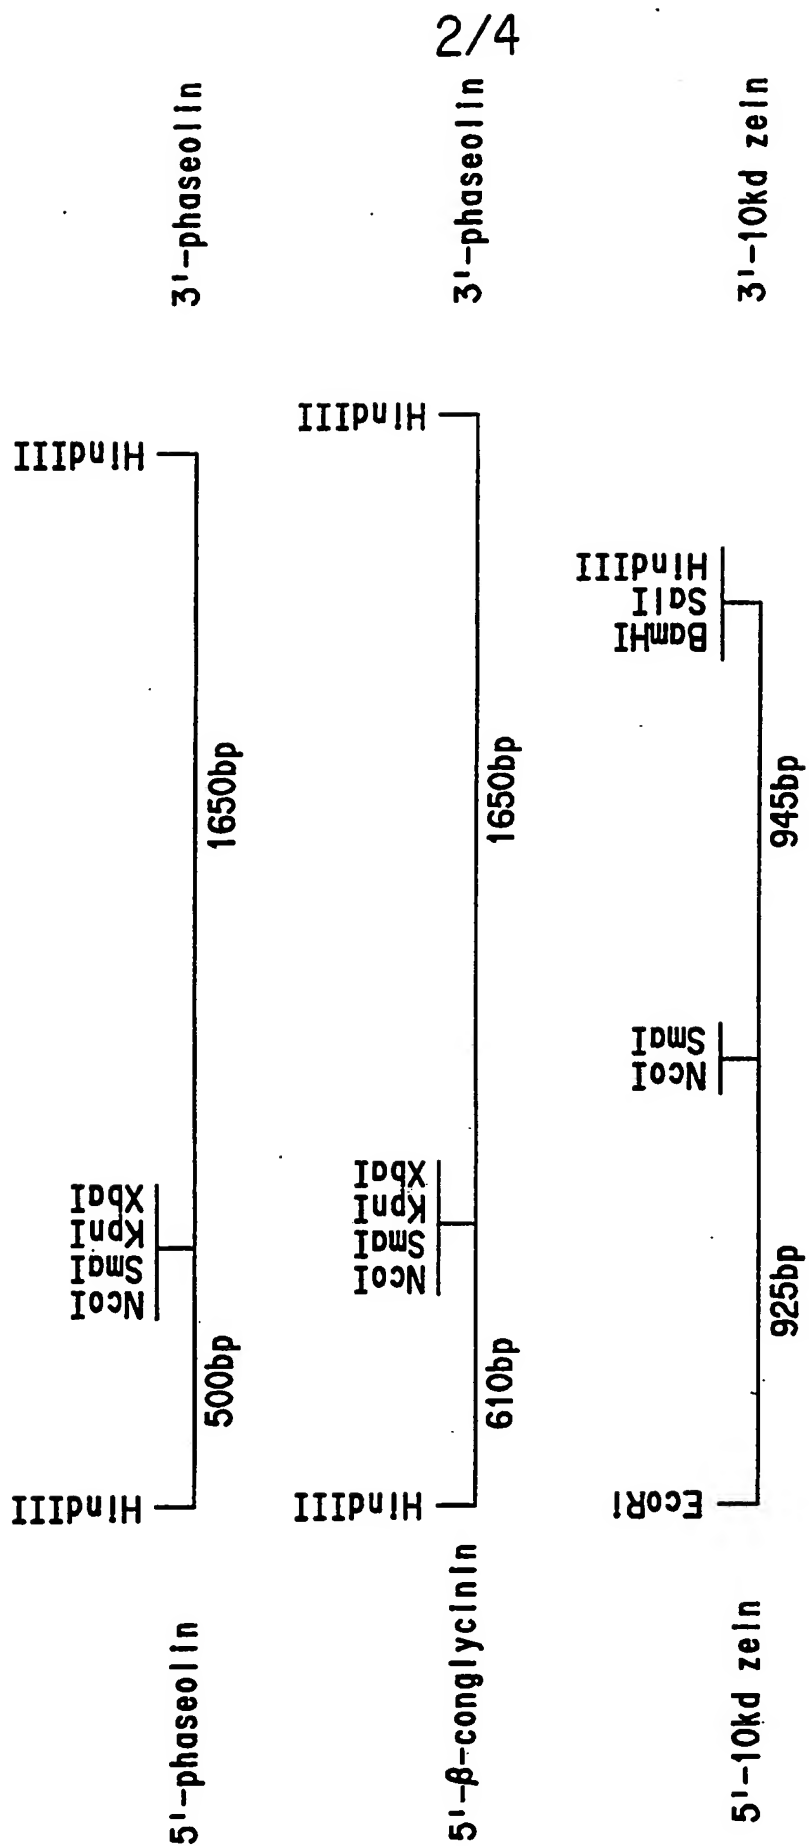 2/4
5'-phaseolin
HindIII
500bp
NcoI
SmaI
KpnI
XbaI
1650bp
HindIII
3'-phaseolin
5'-β-conglycinin
HindIII
610bp
NcoI
SmaI
KpnI
XbaI
1650bp
HindIII
3'-phaseolin
5'-10kd zein
EcoRi
925bp
NcoI
SmaI
945bp
BamHI
SalI
HindIII
3'-10kd zein